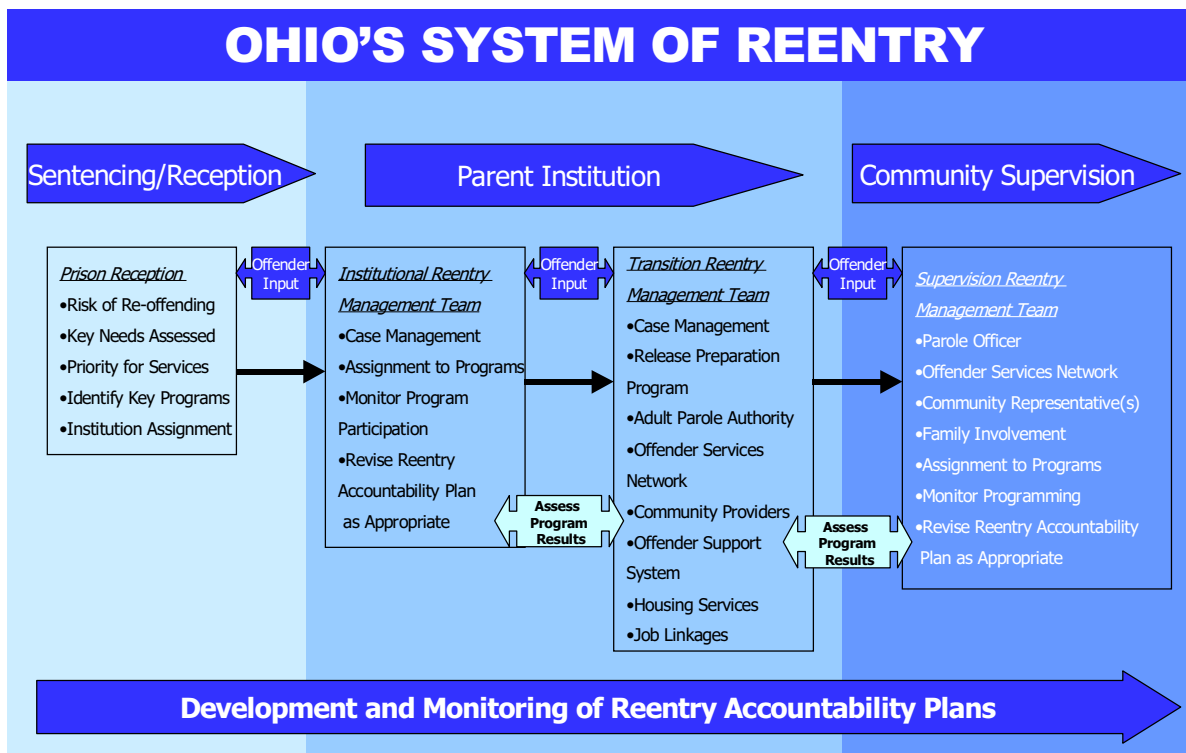 OHIO'S SYSTEM OF REENTRY
Sentencing/Reception
Parent Institution
Community Supervision
Prison Reception
•Risk of Re-offending
•Key Needs Assessed
•Priority for Services
•Identify Key Programs
•Institution Assignment
Offender
Input
Institutional Reentry
Management Team
•Case Management
•Assignment to Programs
•Monitor Program
Participation
•Revise Reentry
Accountability Plan
as Appropriate
Offender
Input
Assess
Program
Results
Transition Reentry
Management Team
•Case Management
•Release Preparation
Program
•Adult Parole Authority
•Offender Services
Network
•Community Providers
•Offender Support
System
•Housing Services
•Job Linkages
Offender
Input
Assess
Program
Results
Supervision Reentry
Management Team
•Parole Officer
•Offender Services Network
•Community Representative(s)
•Family Involvement
•Assignment to Programs
•Monitor Programming
•Revise Reentry Accountability
Plan as Appropriate
Development and Monitoring of Reentry Accountability Plans